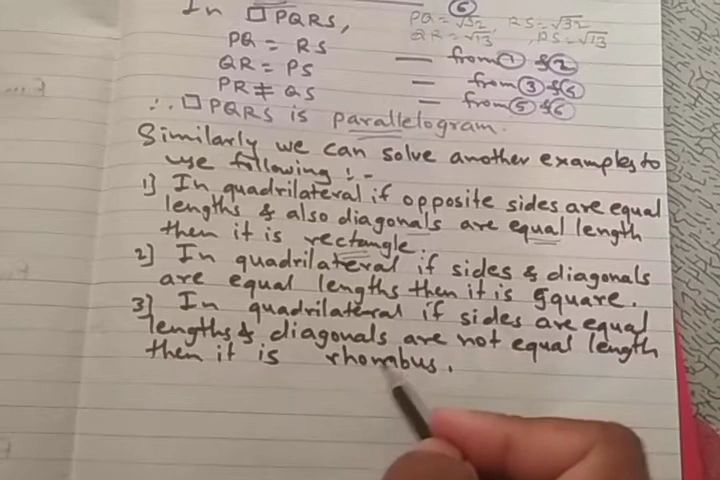 In □ PQRS,
⑥
PQ = √32, RS = √32
QR = √13, PS = √13
PQ = RS — from ① & ②
QR = PS — from ③ & ④
PR ≠ QS — from ⑤ & ⑥
∴ □ PQRS is parallelogram.
Similarly we can solve another examples to
use following :-
1) In quadrilateral if opposite sides are equal
lengths & also diagonals are equal length
then it is rectangle.
2) In quadrilateral if sides & diagonals
are equal lengths then it is square.
3) In quadrilateral if sides are equal
lengths & diagonals are not equal length
then it is rhombus.